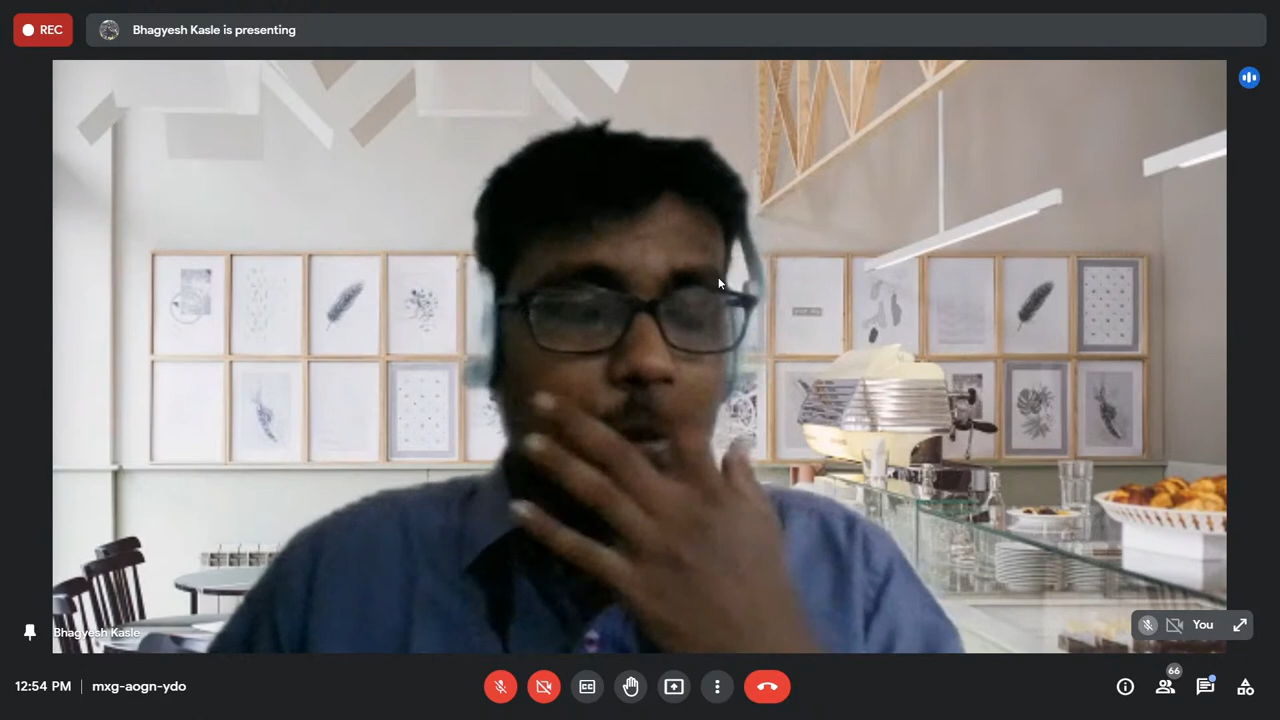 REC
Bhagyesh Kasle is presenting
Bhagyesh Kasle
You
12:54 PM
mxg-aogn-ydo
66